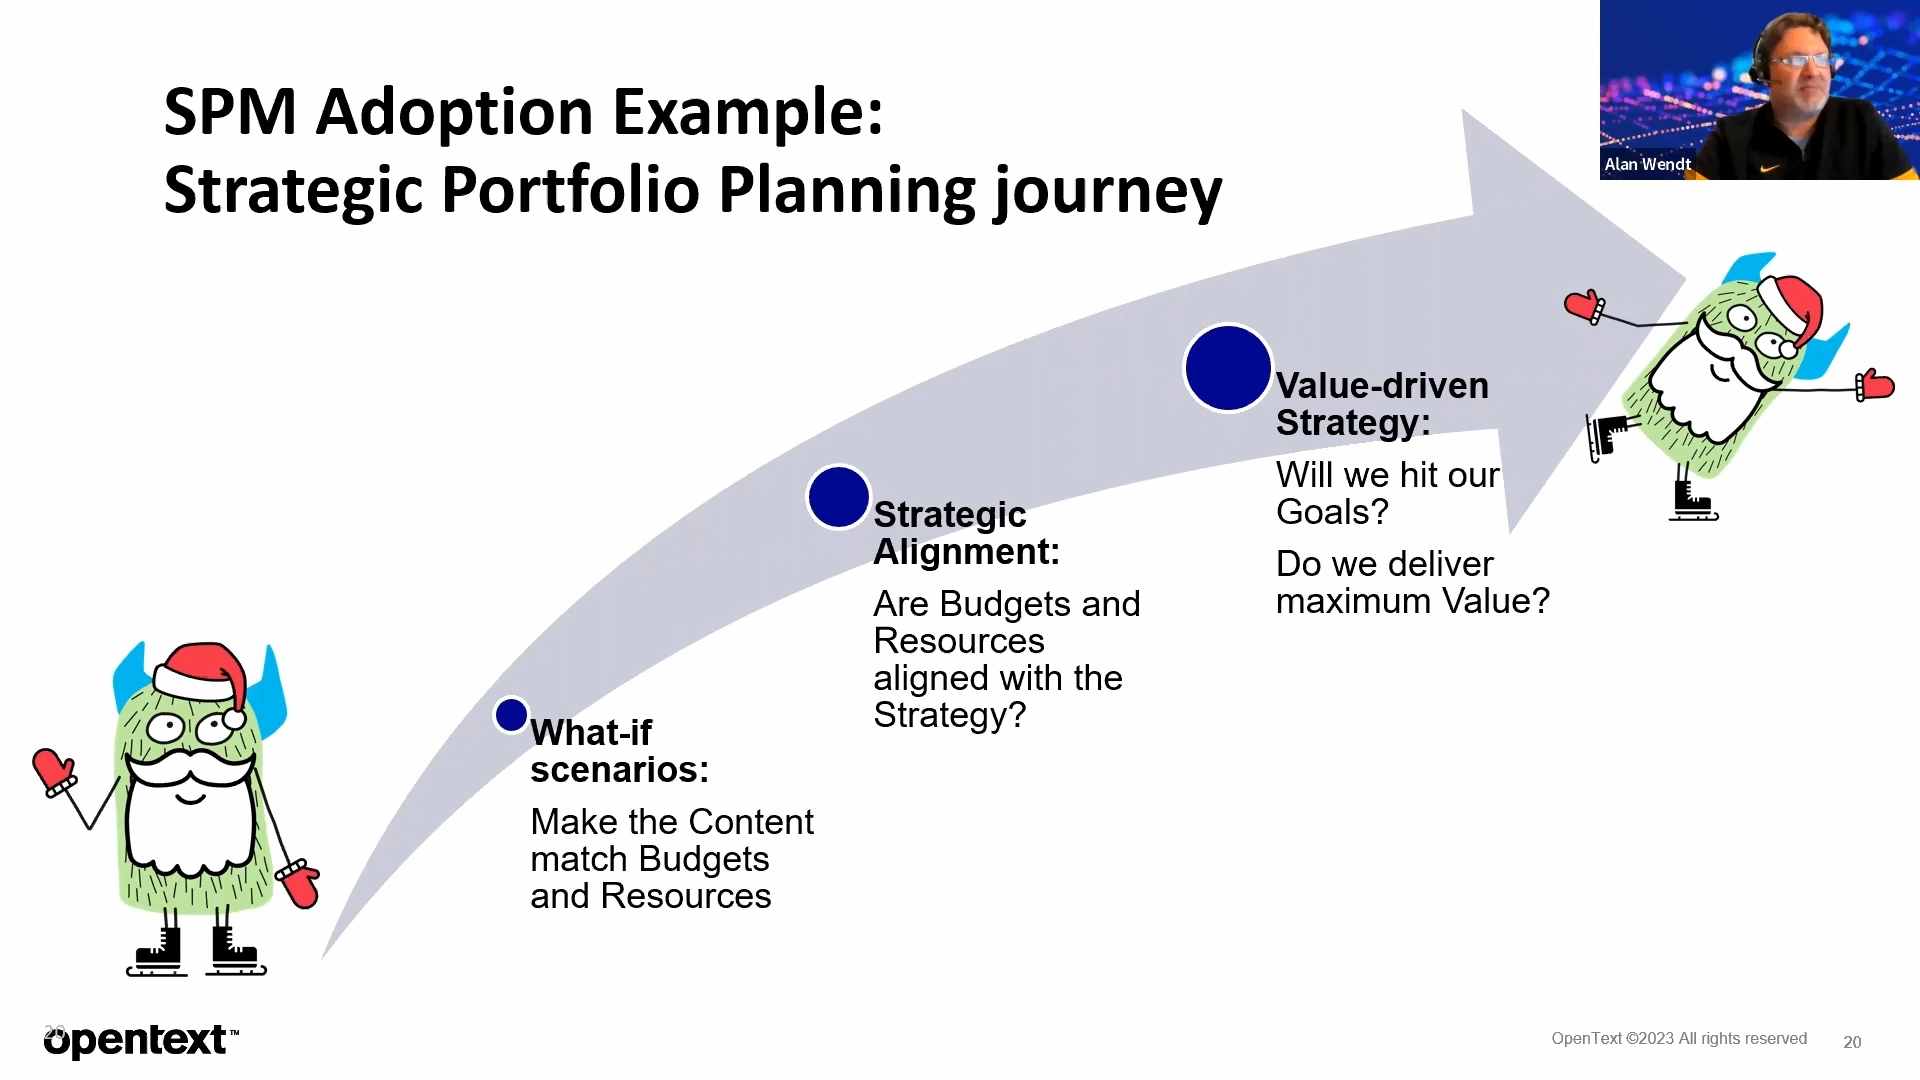 SPM Adoption Example:
Strategic Portfolio Planning journey
Alan Wendt
Value-driven
Strategy:
Will we hit our
Goals?
Do we deliver
maximum Value?
Strategic
Alignment:
Are Budgets and
Resources
aligned with the
Strategy?
What-if
scenarios:
Make the Content
match Budgets
and Resources
20
opentext™
OpenText ©2023 All rights reserved
20